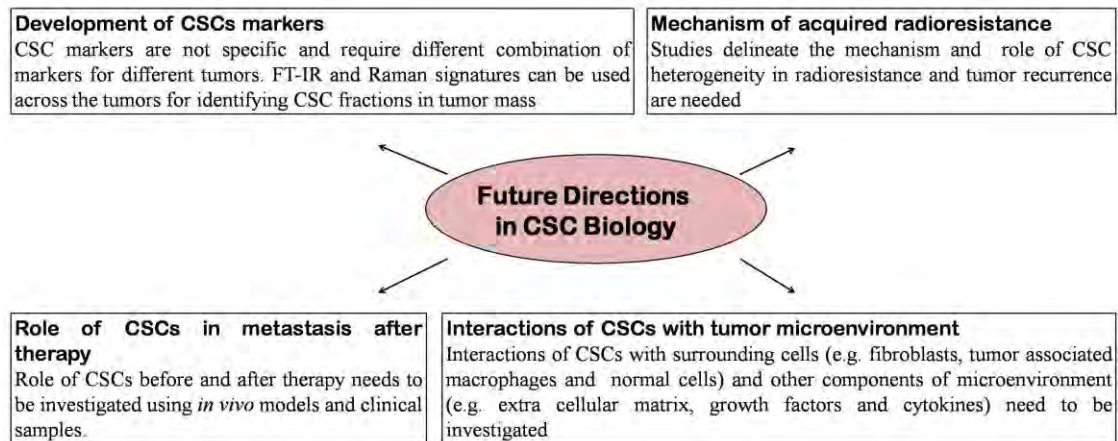 Development of CSCs markers
CSC markers are not specific and require different combination of
markers for different tumors. FT-IR and Raman signatures can be used
across the tumors for identifying CSC fractions in tumor mass
Mechanism of acquired radioresistance
Studies delineate the mechanism and role of CSC
heterogeneity in radioresistance and tumor recurrence
are needed
Future Directions
in CSC Biology
Role of CSCs in metastasis after
therapy
Role of CSCs before and after therapy needs to
be investigated using in vivo models and clinical
samples.
Interactions of CSCs with tumor microenvironment
Interactions of CSCs with surrounding cells (e.g. fibroblasts, tumor associated
macrophages and normal cells) and other components of microenvironment
(e.g. extra cellular matrix, growth factors and cytokines) need to be
investigated